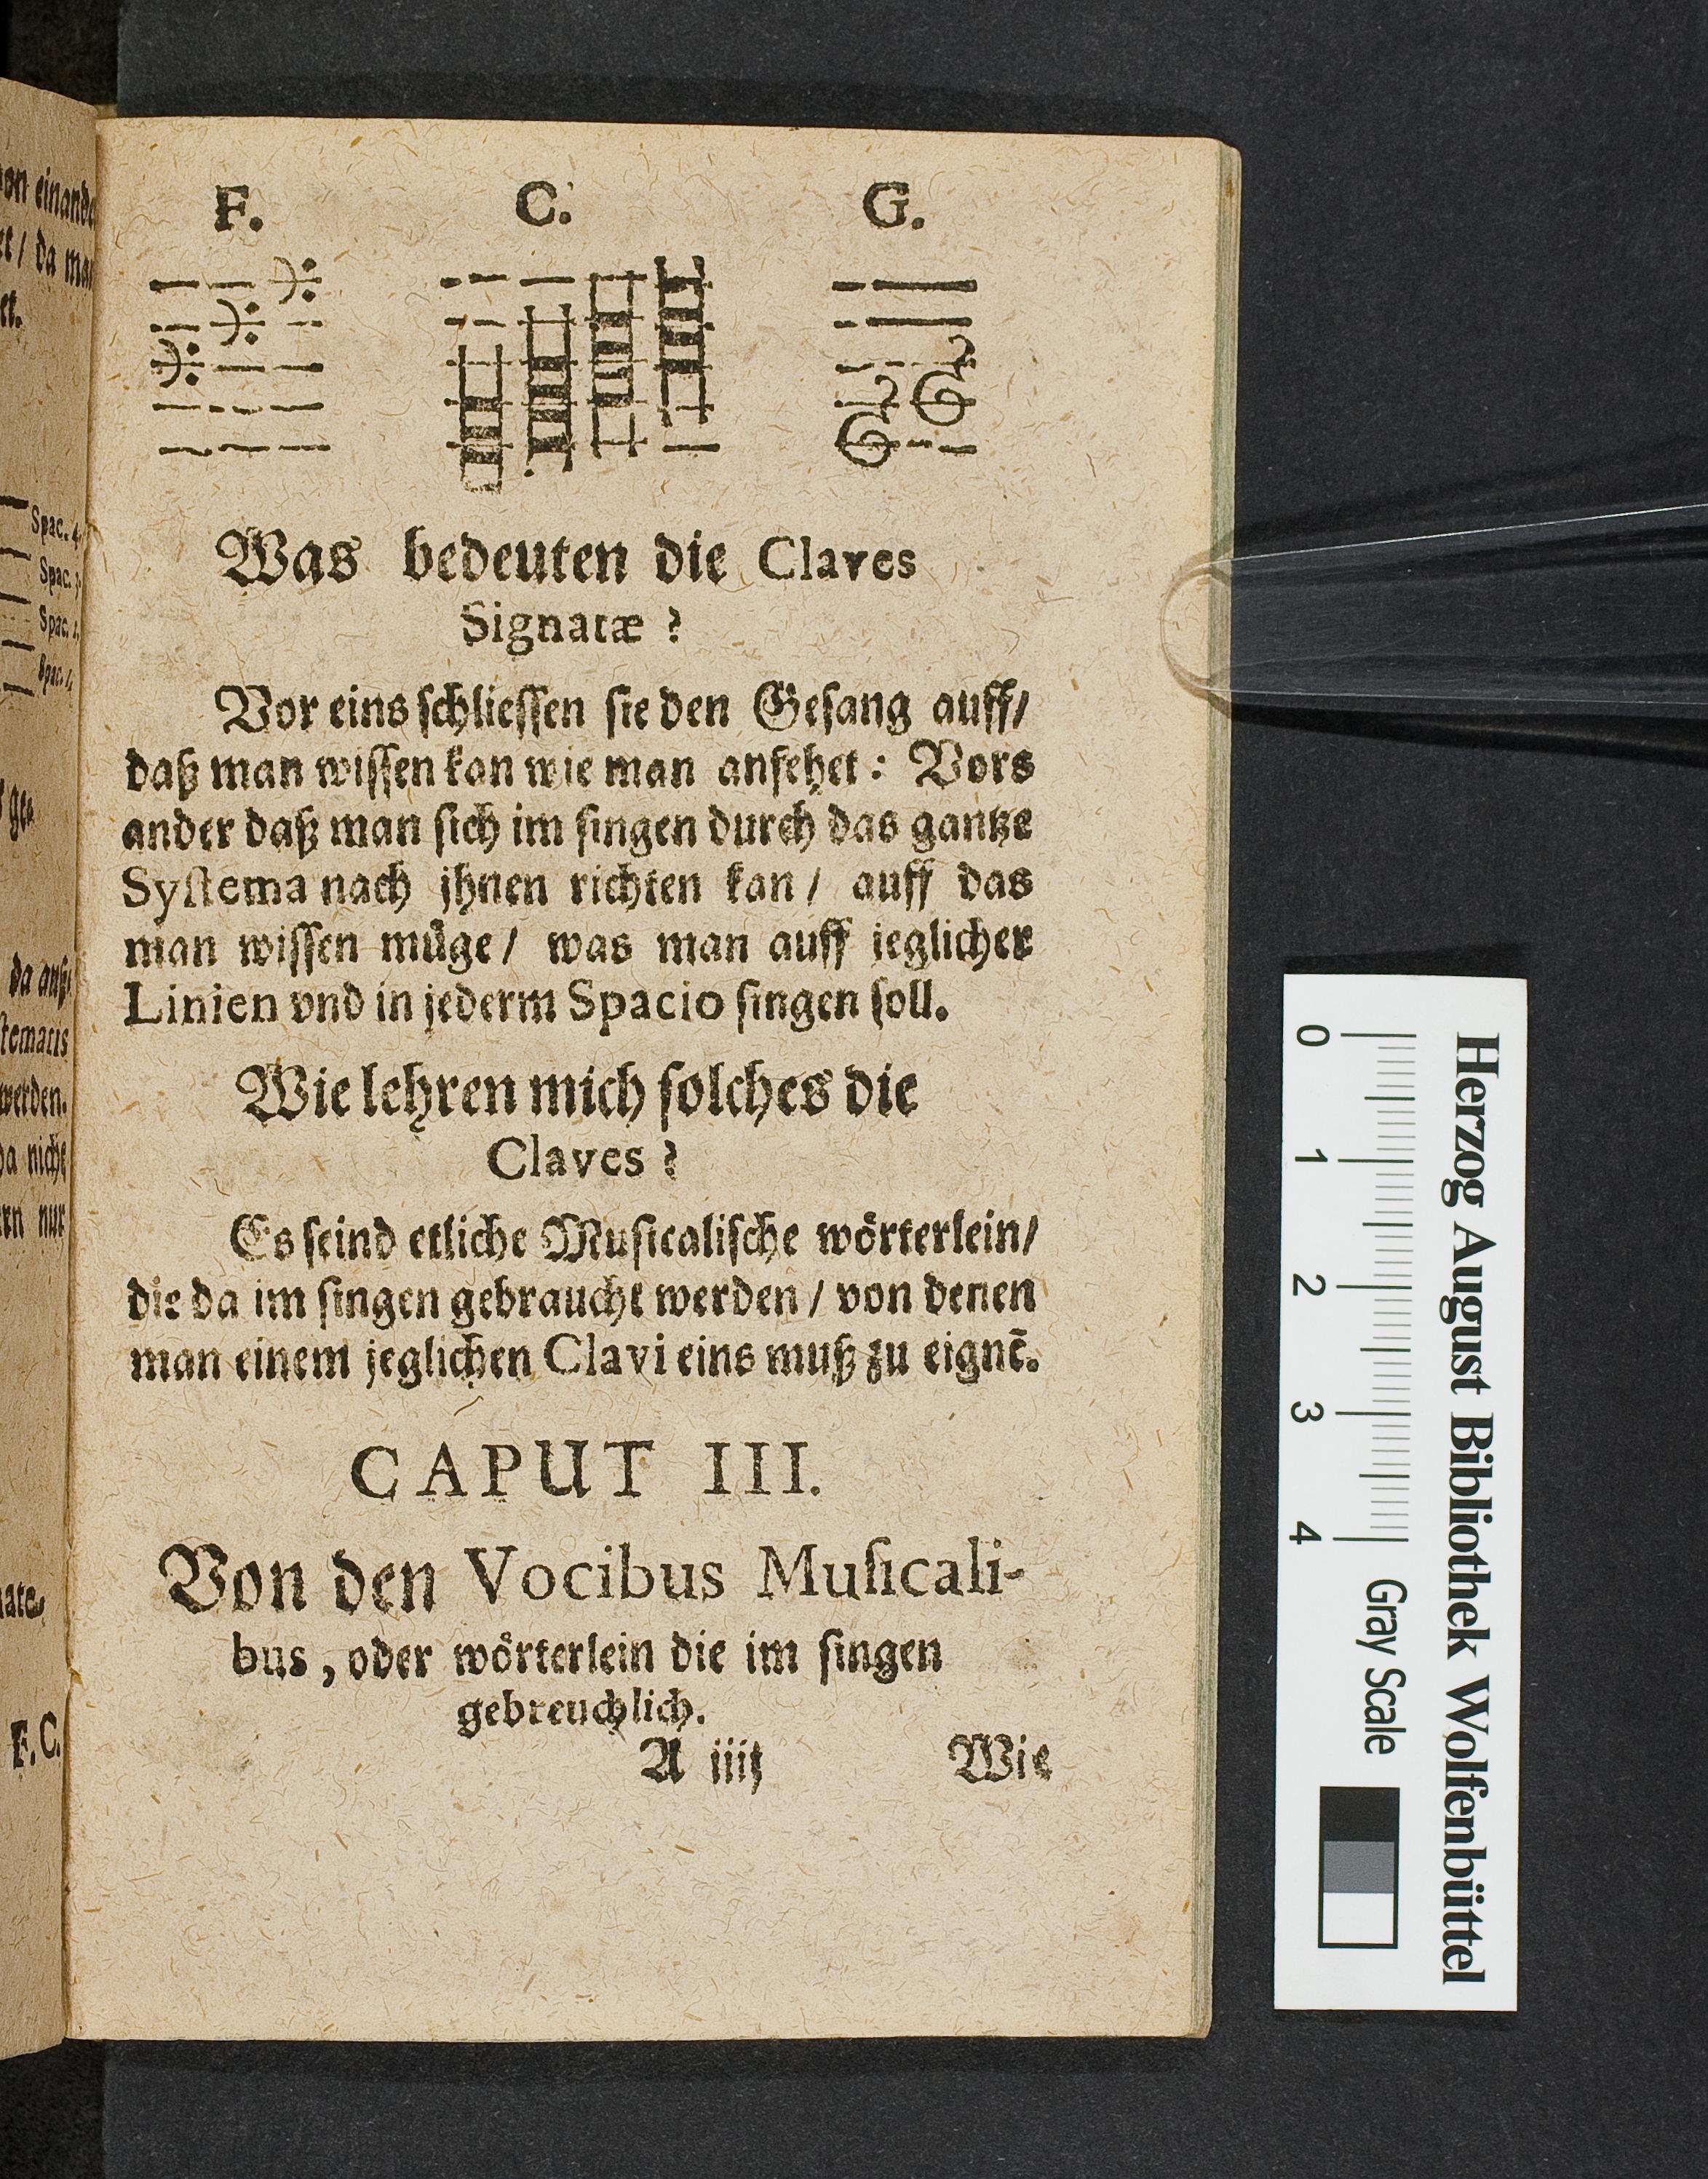 on einand
et / da ma
et.
Spac. 4.
Spac. 3.
Spac. 2.
Spac. 1.
ge⸗
da auß⸗
ſtematis
werden.
da nicht
ern nur
F. C.
F. C. G.
Was bedeuten die Claves
Signatæ ?
Vor eins ſchlieſſen ſie den Geſang auff/
daß man wiſſen kan wie man anfehet : Vors
ander daß man ſich im ſingen durch das gantze
Syſtema nach jhnen richten kan / auff das
man wiſſen müge / was man auff jeglicher
Linien vnd in jederm Spacio ſingen ſoll.
Wie lehren mich ſolches die
Claves ?
Es ſeind etliche Muſicaliſche wörterlein/
die da im ſingen gebraucht werden / von denen
man einem jeglichen Clavi eins muß zu eignē.
CAPUT III.
Von den Vocibus Muſicali-
bus , oder wörterlein die im ſingen
gebreuchlich.
A iiij Wie
Herzog August Bibliothek Wolfenbüttel
0 1 2 3 4 Gray Scale